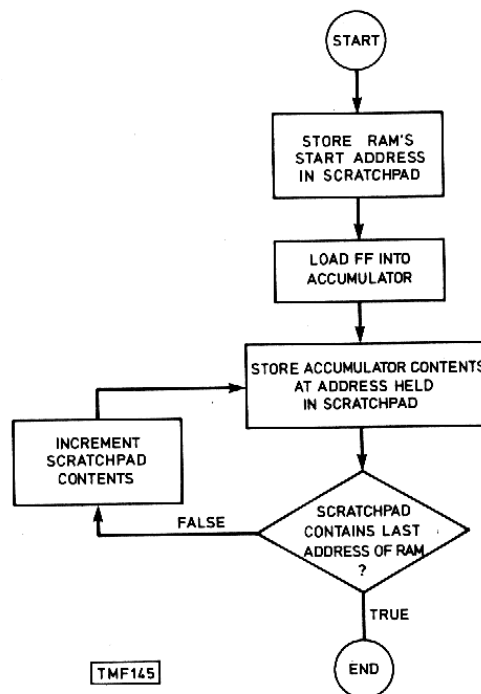 START
STORE RAM'S
START ADDRESS
IN SCRATCHPAD
LOAD FF INTO
ACCUMULATOR
STORE ACCUMULATOR CONTENTS
AT ADDRESS HELD
IN SCRATCHPAD
INCREMENT
SCRATCHPAD
CONTENTS
FALSE
SCRATCHPAD
CONTAINS LAST
ADDRESS OF RAM
?
TRUE
END
TMF145